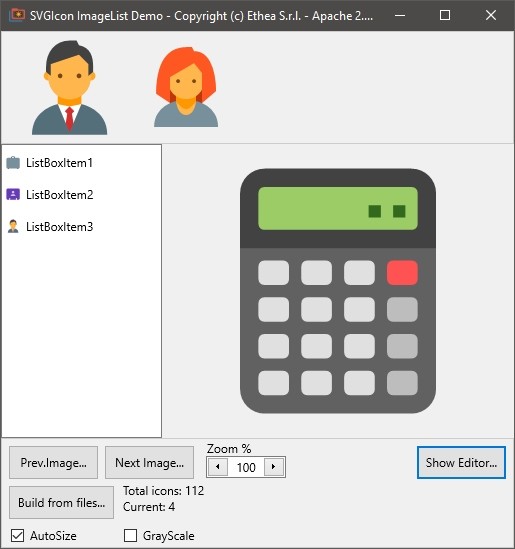 SVGIcon ImageList Demo - Copyright (c) Ethea S.r.l. - Apache 2....
ListBoxItem1
ListBoxItem2
ListBoxItem3
Zoom %
Prev.Image... Next Image... 100 Show Editor...
Build from files... Total icons: 112
Current: 4
AutoSize GrayScale